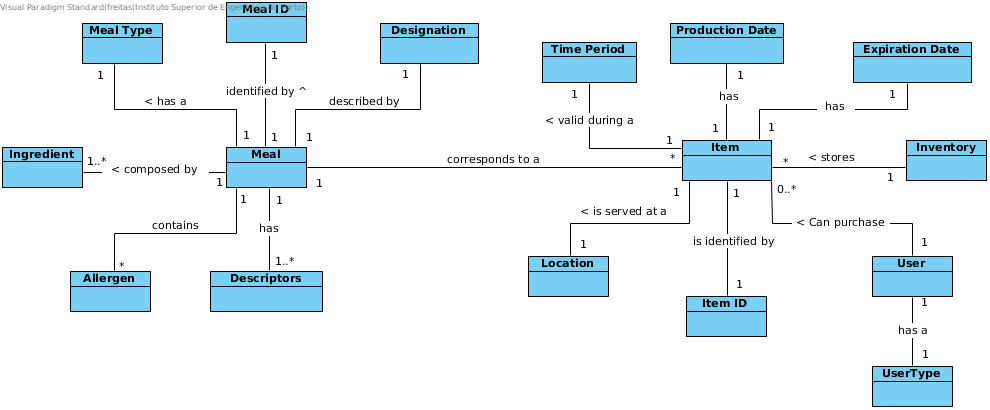 Visual Paradigm Standard(freitas(Instituto Superior de
Meal ID
Meal Type
Designation
Time Period
Production Date
Expiration Date
1
1
1
1
1
1
identified by ^
< has a
described by
has
has
< valid during a
1
1
1
1
1
1
Ingredient
Meal
Item
Inventory
1..*
< composed by
corresponds to a
*
*
< stores
1
1
1
1
1
1
1
0..*
contains
has
< is served at a
is identified by
< Can purchase
*
1..*
1
1
1
Allergen
Descriptors
Location
Item ID
User
1
has a
1
UserType